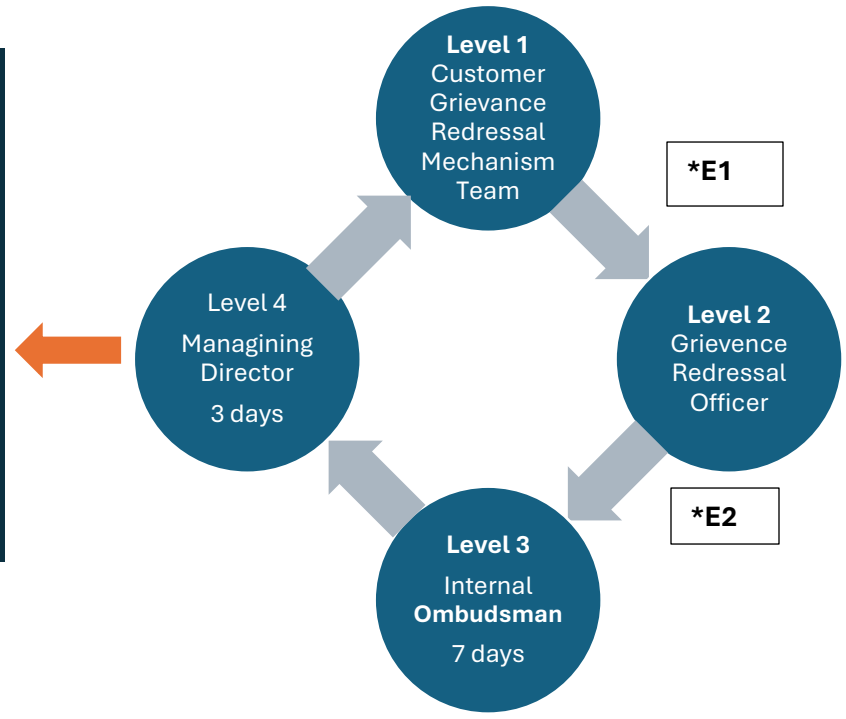 Level 1
Customer
Grievance
Redressal
Mechanism
Team
*E1
Level 2
Grievence
Redressal
Officer
*E2
Level 3
Internal
Ombudsman
7 days
Level 4
Managining
Director
3 days